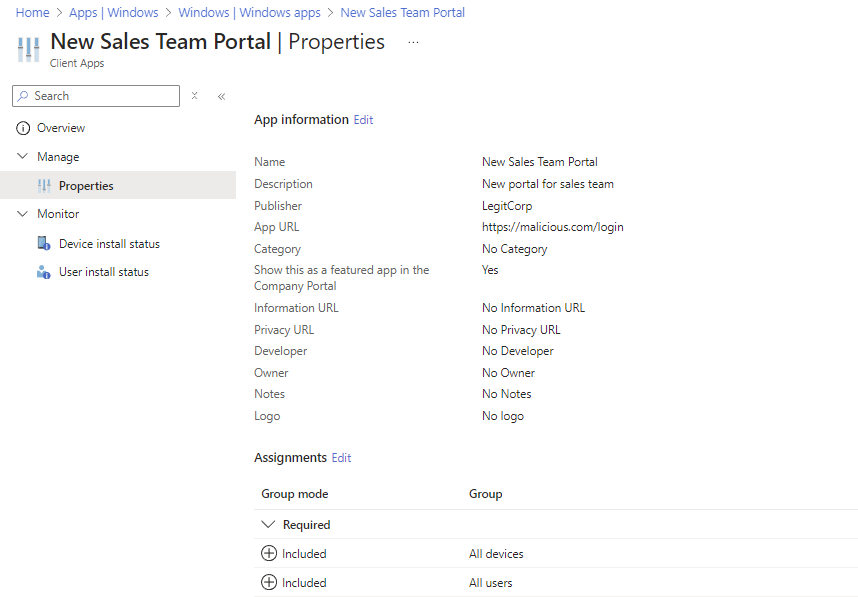 Home > Apps | Windows > Windows | Windows apps > New Sales Team Portal
New Sales Team Portal | Properties ...
Client Apps
Search
Overview
Manage
Properties
Monitor
Device install status
User install status
App information Edit
Name New Sales Team Portal
Description New portal for sales team
Publisher LegitCorp
App URL https://malicious.com/login
Category No Category
Show this as a featured app in the Yes
Company Portal
Information URL No Information URL
Privacy URL No Privacy URL
Developer No Developer
Owner No Owner
Notes No Notes
Logo No logo
Assignments Edit
Group mode Group
Required
Included All devices
Included All users